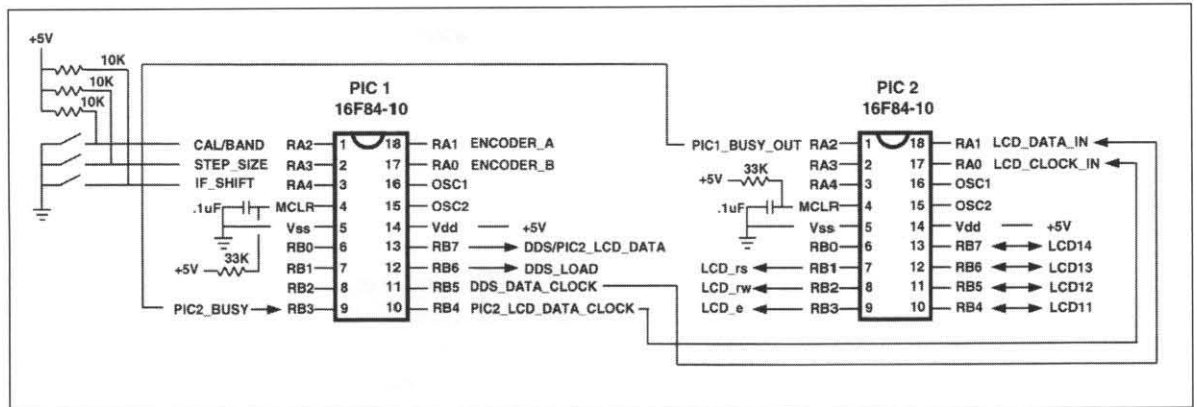 +5V
10K
10K
10K
PIC 1
16F84-10
CAL/BAND RA2 1 18 RA1 ENCODER_A
STEP_SIZE RA3 2 17 RA0 ENCODER_B
IF_SHIFT RA4 3 16 OSC1
.1uF MCLR 4 15 OSC2
Vss 5 14 Vdd +5V
RB0 6 13 RB7 DDS/PIC2_LCD_DATA
+5V 33K RB1 7 12 RB6 DDS_LOAD
RB2 8 11 RB5 DDS_DATA_CLOCK
PIC2_BUSY RB3 9 10 RB4 PIC2_LCD_DATA_CLOCK
PIC 2
16F84-10
PIC1_BUSY_OUT RA2 1 18 RA1 LCD_DATA_IN
33K RA3 2 17 RA0 LCD_CLOCK_IN
+5V RA4 3 16 OSC1
.1uF MCLR 4 15 OSC2
Vss 5 14 Vdd +5V
RB0 6 13 RB7 LCD14
LCD_rs RB1 7 12 RB6 LCD13
LCD_rw RB2 8 11 RB5 LCD12
LCD_e RB3 9 10 RB4 LCD11